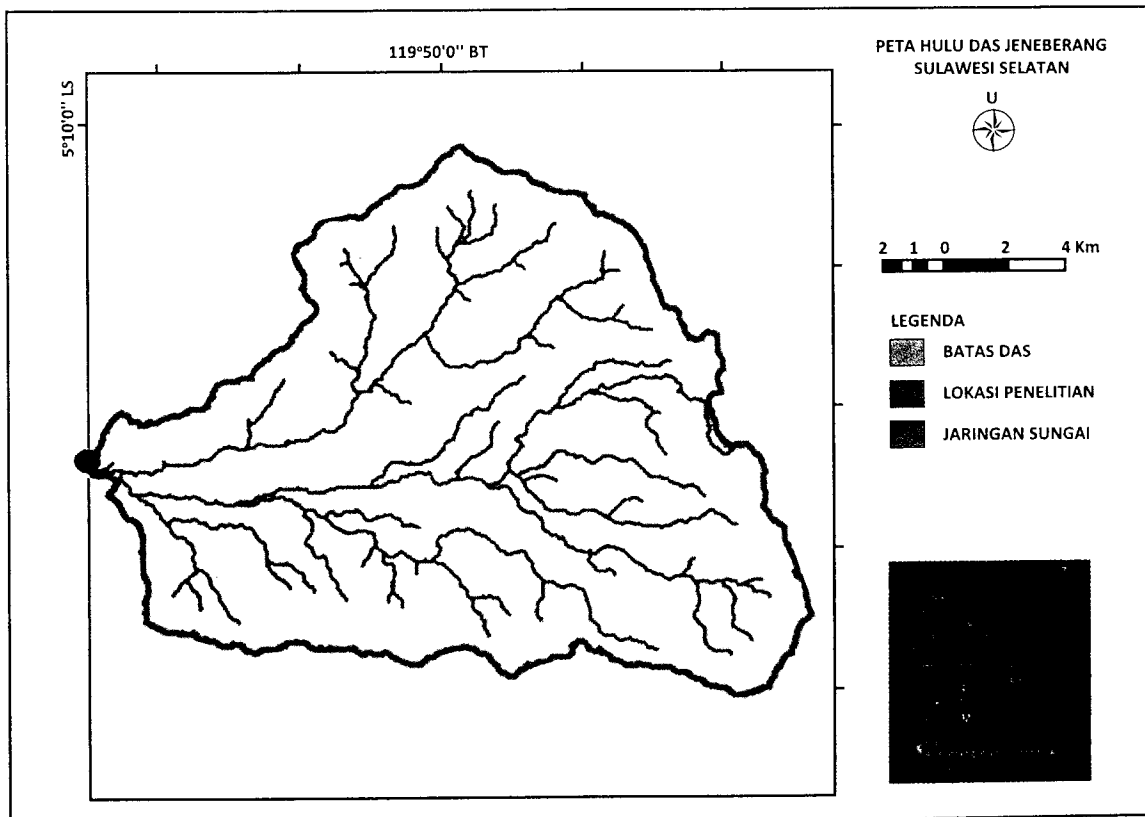 119°50'0'' BT
5°10'0'' LS
PETA HULU DAS JENEBERANG
SULAWESI SELATAN
U
2 1 0 2 4 Km
LEGENDA
BATAS DAS
LOKASI PENELITIAN
JARINGAN SUNGAI